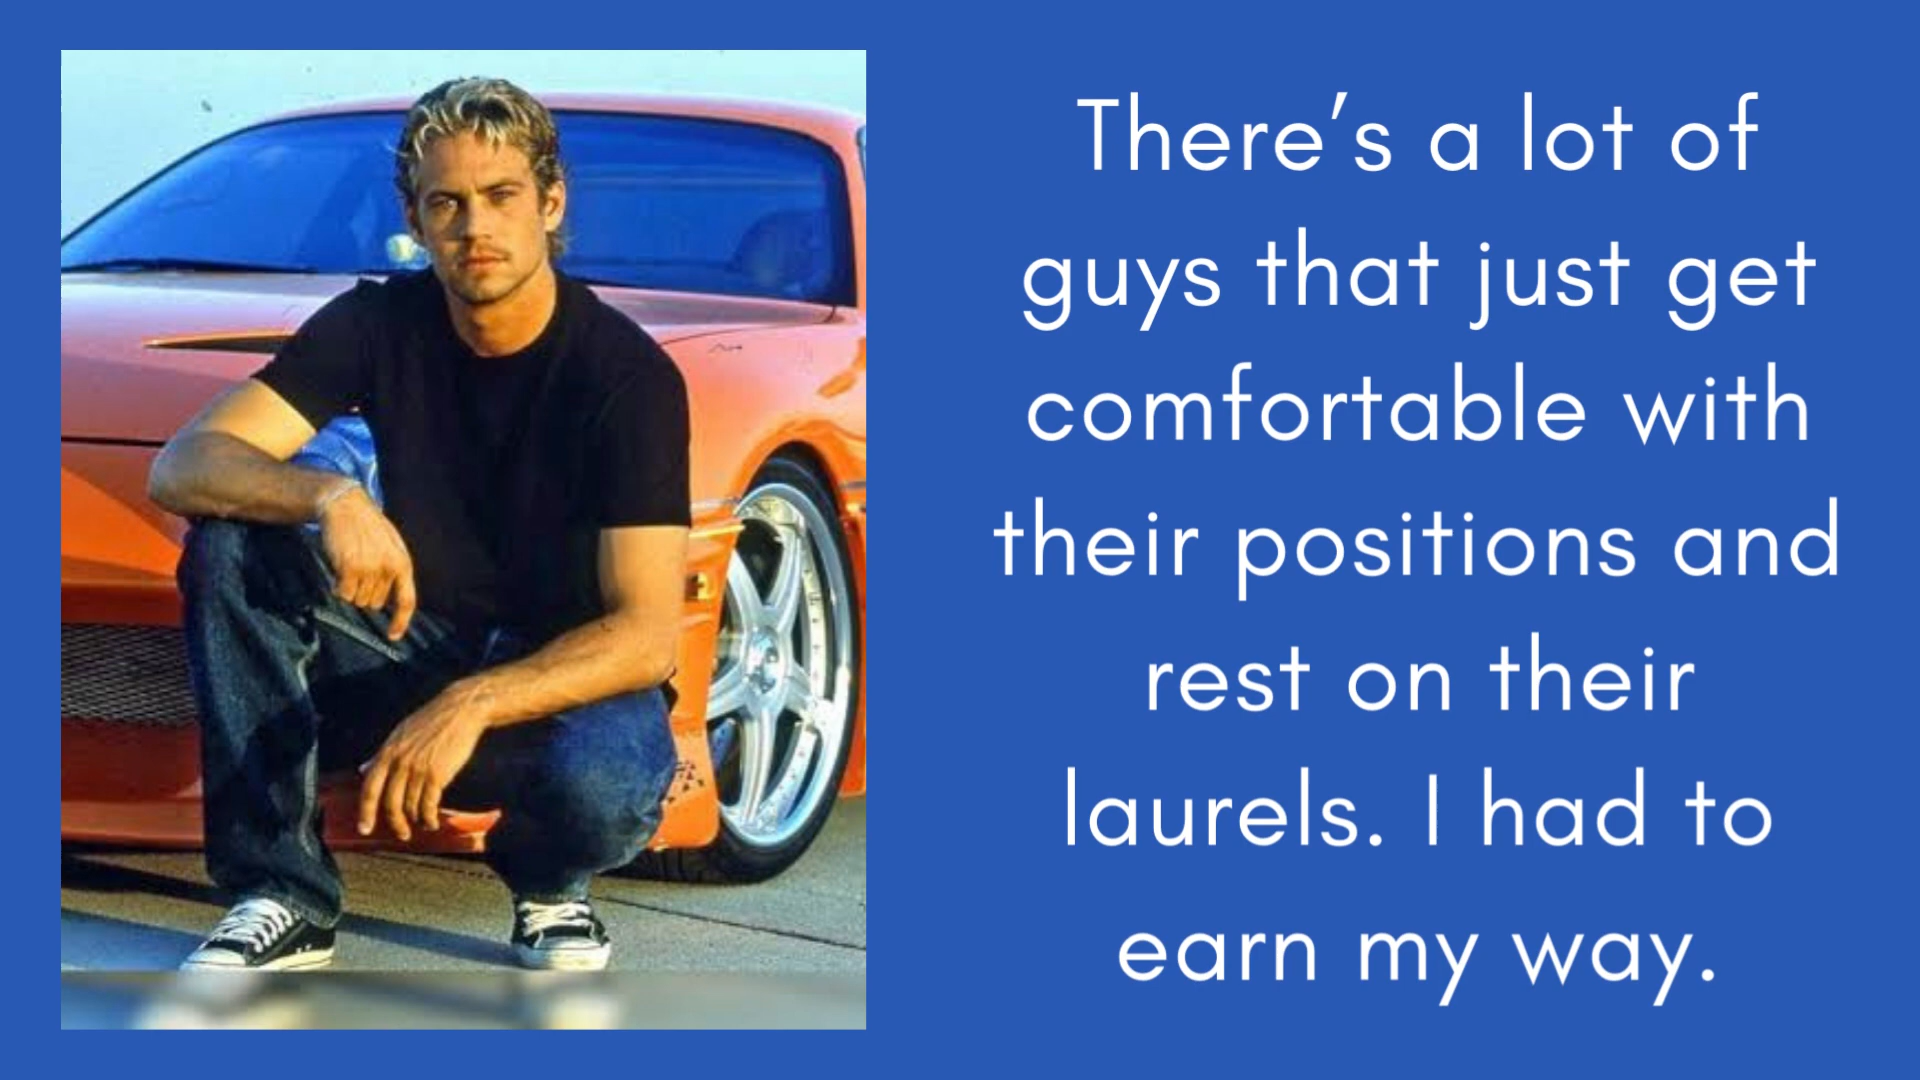 There’s a lot of
guys that just get
comfortable with
their positions and
rest on their
laurels. I had to
earn my way.